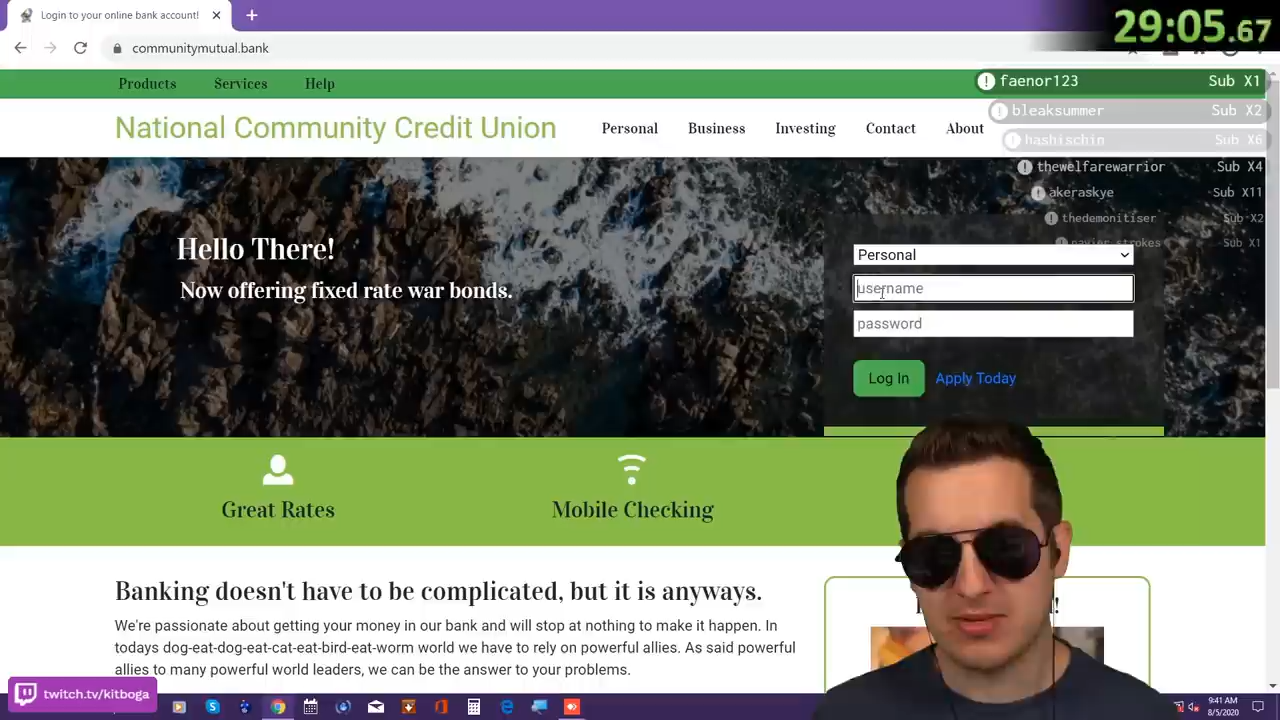 Login to your online bank account!
29:05.67
communitymutual.bank
Products Services Help
faenor123 Sub X1
bleaksummer Sub X2
hashischin Sub X6
thewelfarewarrior Sub X4
akeraskye Sub X11
thedemonitiser Sub X2
navier_strokes Sub X1
National Community Credit Union
Personal Business Investing Contact About
Hello There!
Now offering fixed rate war bonds.
Personal
username
password
Log In Apply Today
Great Rates Mobile Checking
Banking doesn't have to be complicated, but it is anyways.
We're passionate about getting your money in our bank and will stop at nothing to make it happen. In
todays dog-eat-dog-eat-cat-eat-bird-eat-worm world we have to rely on powerful allies. As said powerful
allies to many powerful world leaders, we can be the answer to your problems.
twitch.tv/kitboga
9:41 AM
8/5/2020